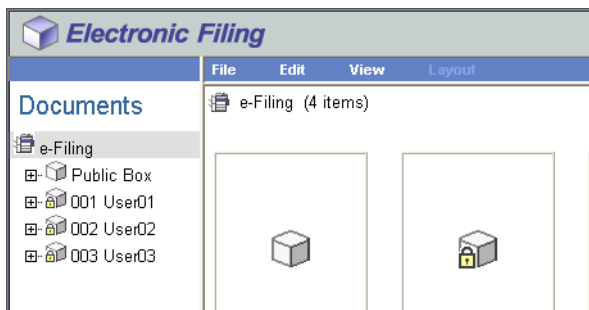 Electronic Filing
File Edit View Layout
Documents
e-Filing (4 items)
e-Filing
Public Box
001 User01
002 User02
003 User03